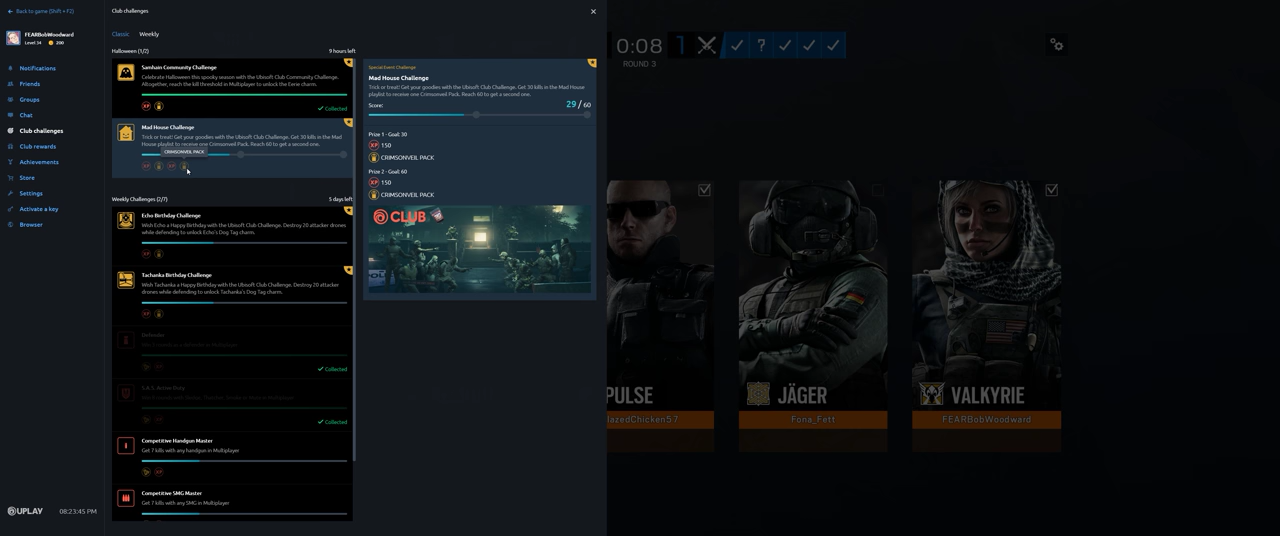 Back to game (Shift + F2)
FEARBobWoodward
Level 34
200
Notifications
Friends
Groups
Chat
Club challenges
Club rewards
Achievements
Store
Settings
Activate a key
Browser
UPLAY
08:23:45 PM
Club challenges
Classic
Weekly
Halloween (1/2)
9 hours left
Samhain Community Challenge
Celebrate Halloween this spooky season with the Ubisoft Club Community Challenge.
Altogether, reach the kill threshold in Multiplayer to unlock the Eerie charm.
XP
Collected
Mad House Challenge
Trick or treat! Get your goodies with the Ubisoft Club Challenge. Get 30 kills in the Mad
House playlist to receive one Crimsonveil Pack. Reach 60 to get a second one.
CRIMSONVEIL PACK
XP
XP
Weekly Challenges (2/7)
5 days left
Echo Birthday Challenge
Wish Echo a Happy Birthday with the Ubisoft Club Challenge. Destroy 20 attacker drones
while defending to unlock Echo's Dog Tag charm.
XP
Tachanka Birthday Challenge
Wish Tachanka a Happy Birthday with the Ubisoft Club Challenge. Destroy 20 attacker
drones while defending to unlock Tachanka's Dog Tag charm.
XP
Defender
Collected
Collected
Competitive Handgun Master
Get 7 kills with any handgun in Multiplayer
XP
Competitive SMG Master
Get 7 kills with any SMG in Multiplayer
Special Event Challenge
Mad House Challenge
Trick or treat! Get your goodies with the Ubisoft Club Challenge. Get 30 kills in the Mad House
playlist to receive one Crimsonveil Pack. Reach 60 to get a second one.
Score:
29 / 60
Prize 1 - Goal: 30
XP 150
CRIMSONVEIL PACK
Prize 2 - Goal: 60
XP 150
CRIMSONVEIL PACK
CLUB
0:08
1
?
ROUND 3
PULSE
JÄGER
VALKYRIE
lazedChicken57
Fona_Fett
FEARBobWoodward